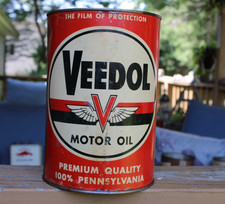 THE FILM OF PROTECTION
VEEDOL
V
MOTOR OIL
PREMIUM QUALITY
100% PENNSYLVANIA